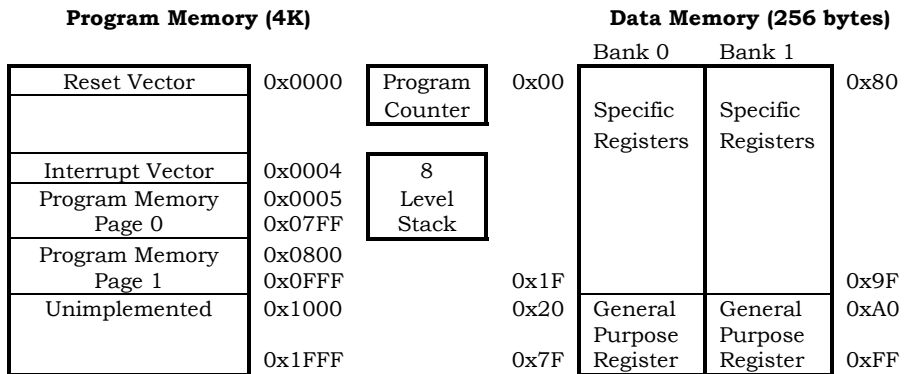 Program Memory (4K) Data Memory (256 bytes)
Bank 0 Bank 1
Reset Vector 0x0000 Program 0x00 0x80
Counter Specific Specific
Registers Registers
Interrupt Vector 0x0004 8
Program Memory 0x0005 Level
Page 0 0x07FF Stack
Program Memory 0x0800
Page 1 0x0FFF 0x1F 0x9F
Unimplemented 0x1000 0x20 General General 0xA0
Purpose Purpose
0x1FFF 0x7F Register Register 0xFF